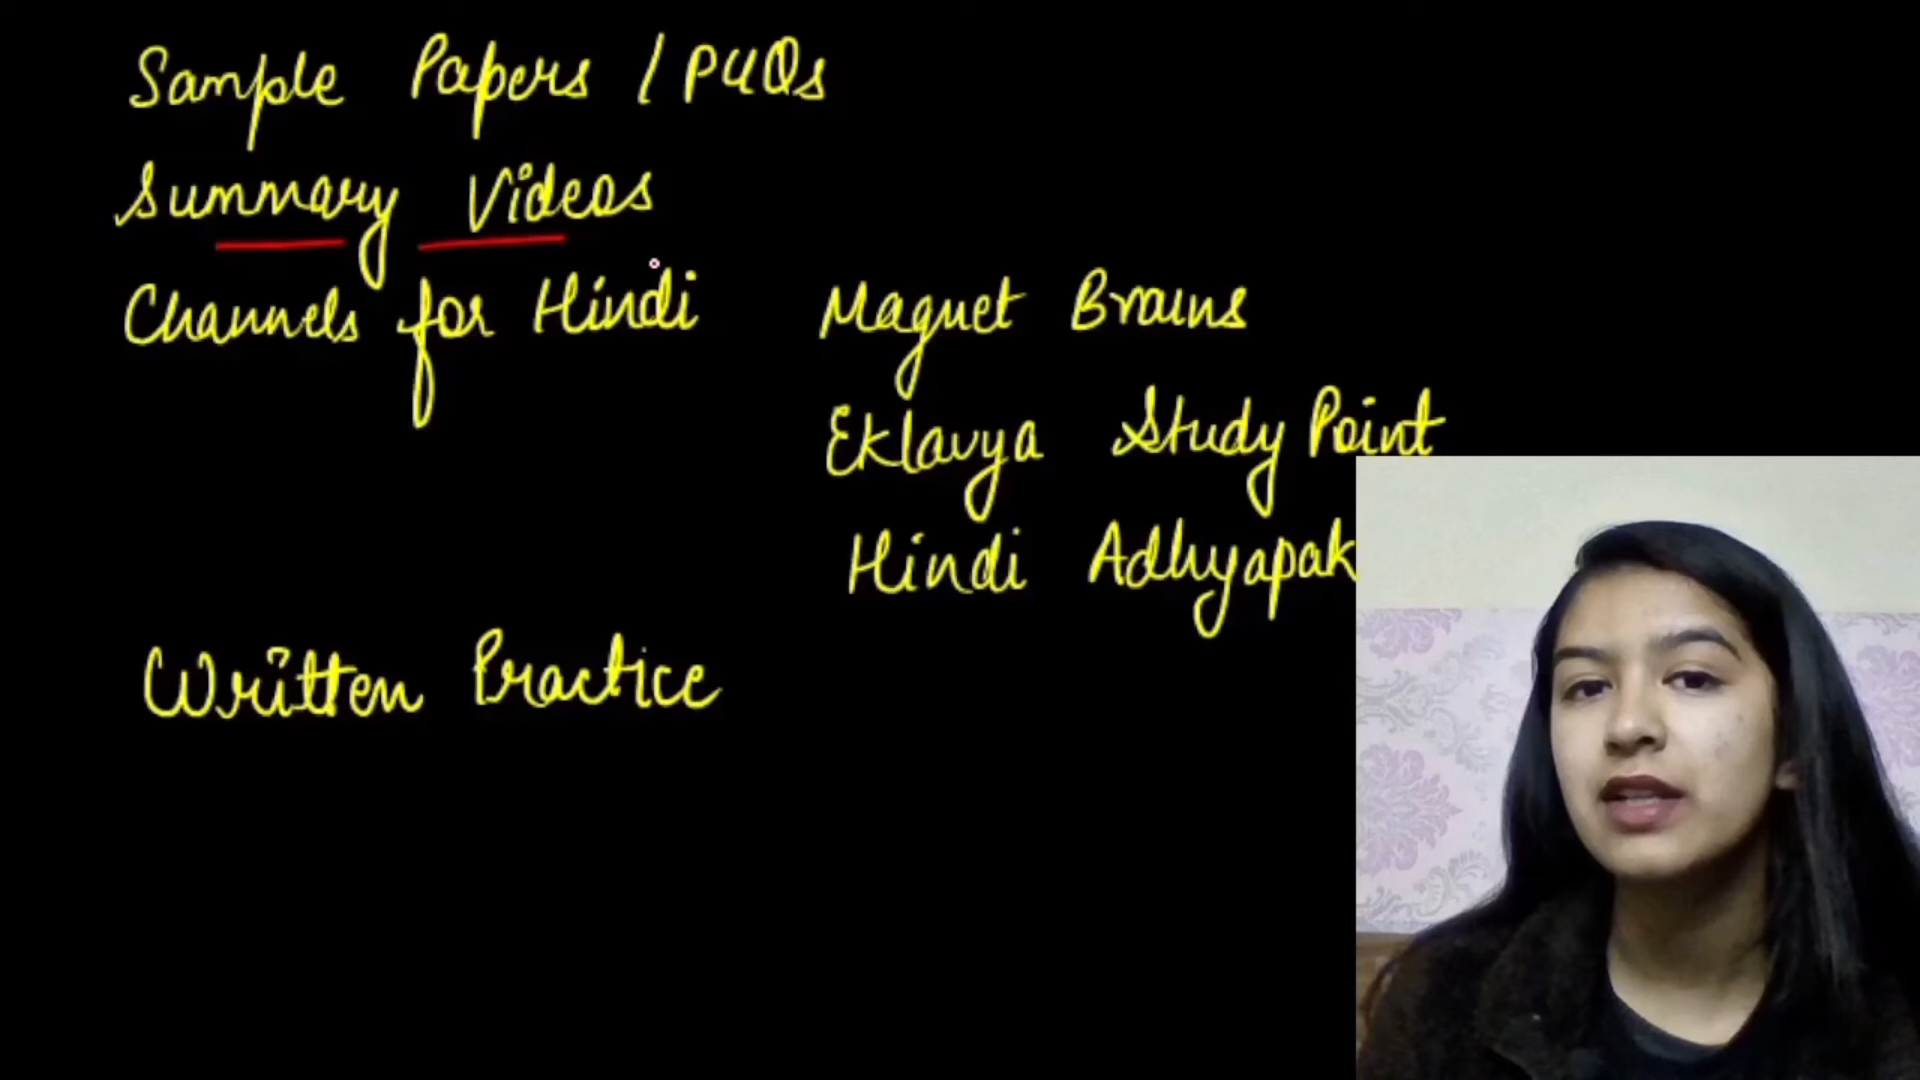 Sample Papers / PYQs
Summary Videos
Channels for Hindi Magnet Brains
Eklavya Study Point
Hindi Adhyapak
Written Practice